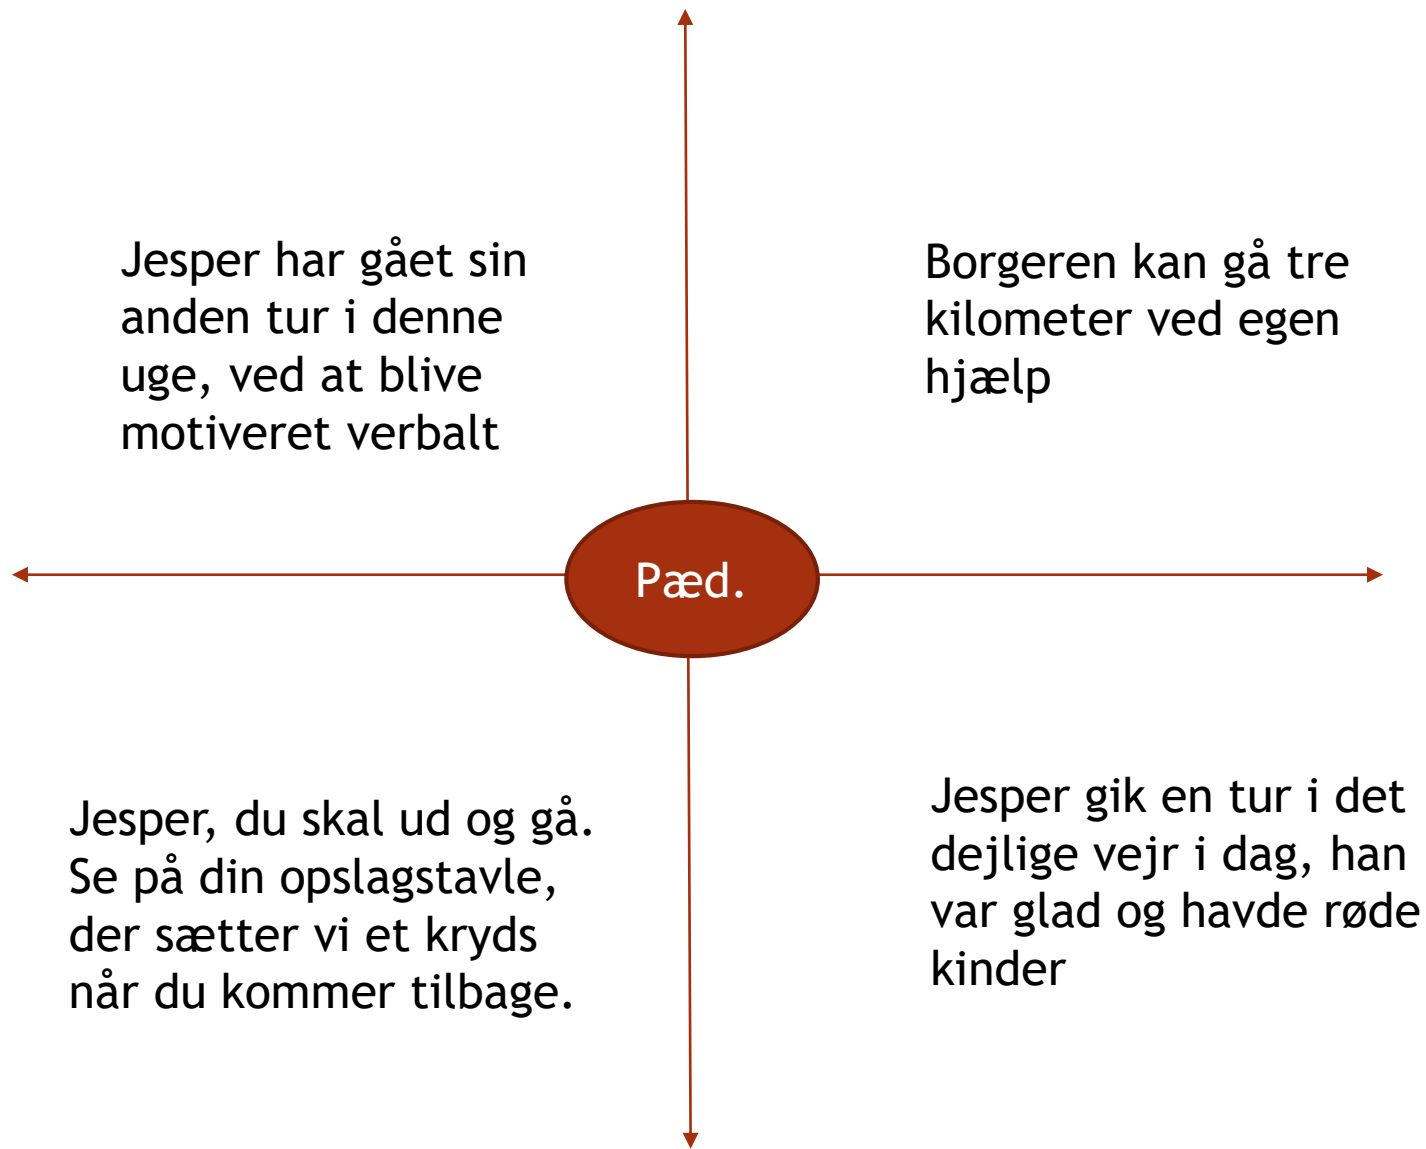 Jesper har gået sin
anden tur i denne
uge, ved at blive
motiveret verbalt
Borgeren kan gå tre
kilometer ved egen
hjælp
Pæd.
Jesper, du skal ud og gå.
Se på din opslagstavle,
der sætter vi et kryds
når du kommer tilbage.
Jesper gik en tur i det
dejlige vejr i dag, han
var glad og havde røde
kinder